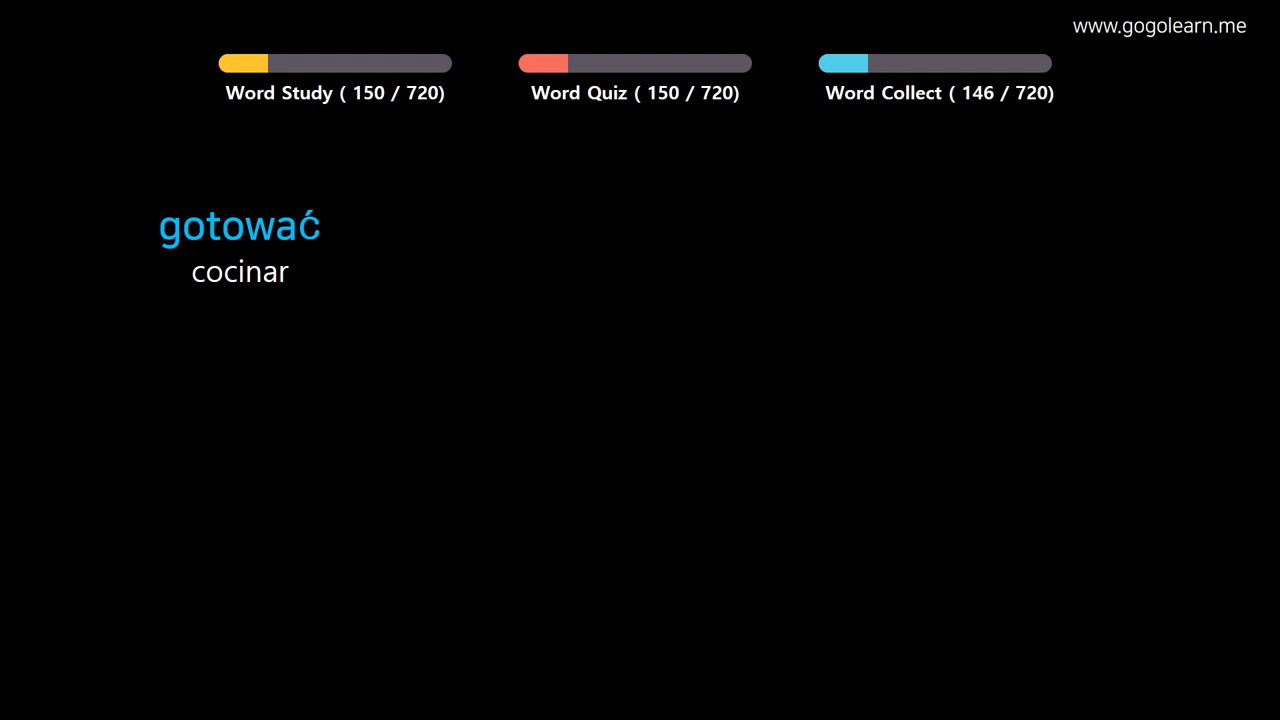 www.gogolearn.me
Word Study ( 150 / 720)
Word Quiz ( 150 / 720)
Word Collect ( 146 / 720)
gotować
cocinar